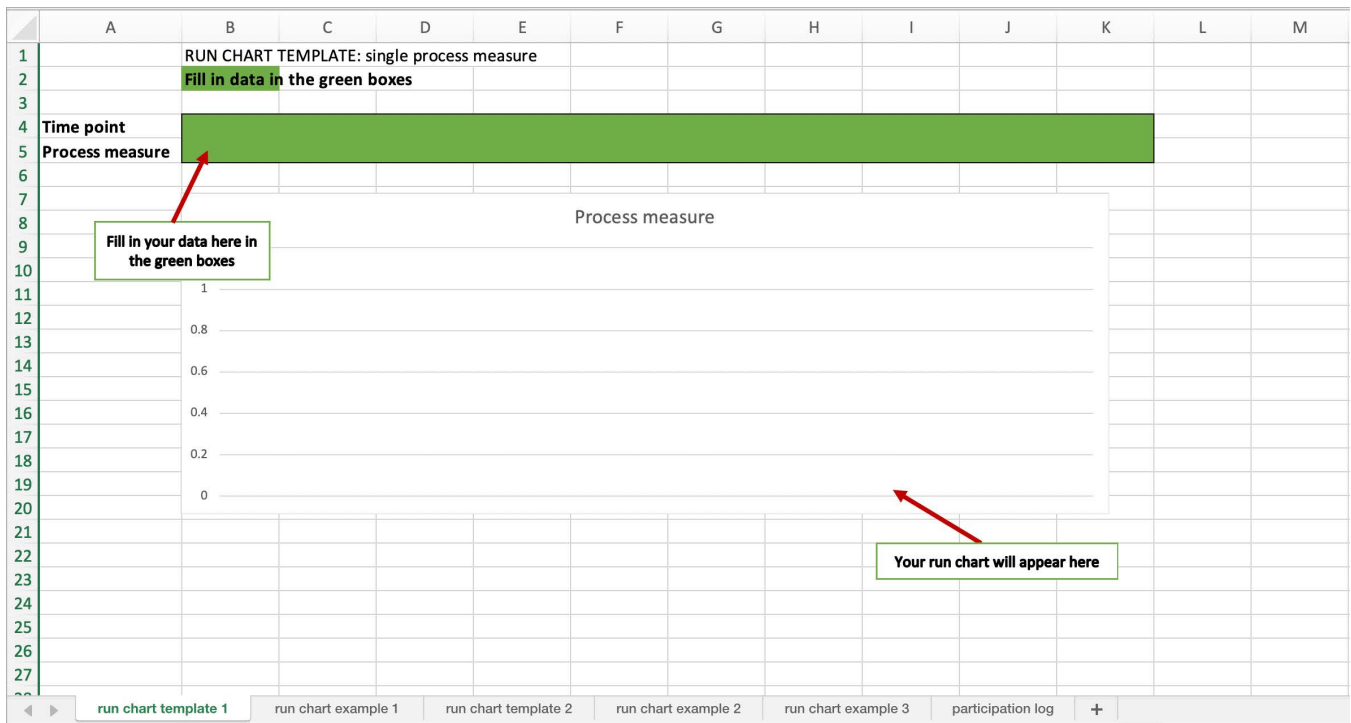 A B C D E F G H I J K L M
1 RUN CHART TEMPLATE: single process measure
2 Fill in data in the green boxes
3
4 Time point
5 Process measure
6
7
8
9
10
11
12
13
14
15
16
17
18
19
20
21
22
23
24
25
26
27
Process measure
Fill in your data here in
the green boxes
1
0.8
0.6
0.4
0.2
0
Your run chart will appear here
run chart template 1 run chart example 1 run chart template 2 run chart example 2 run chart example 3 participation log +